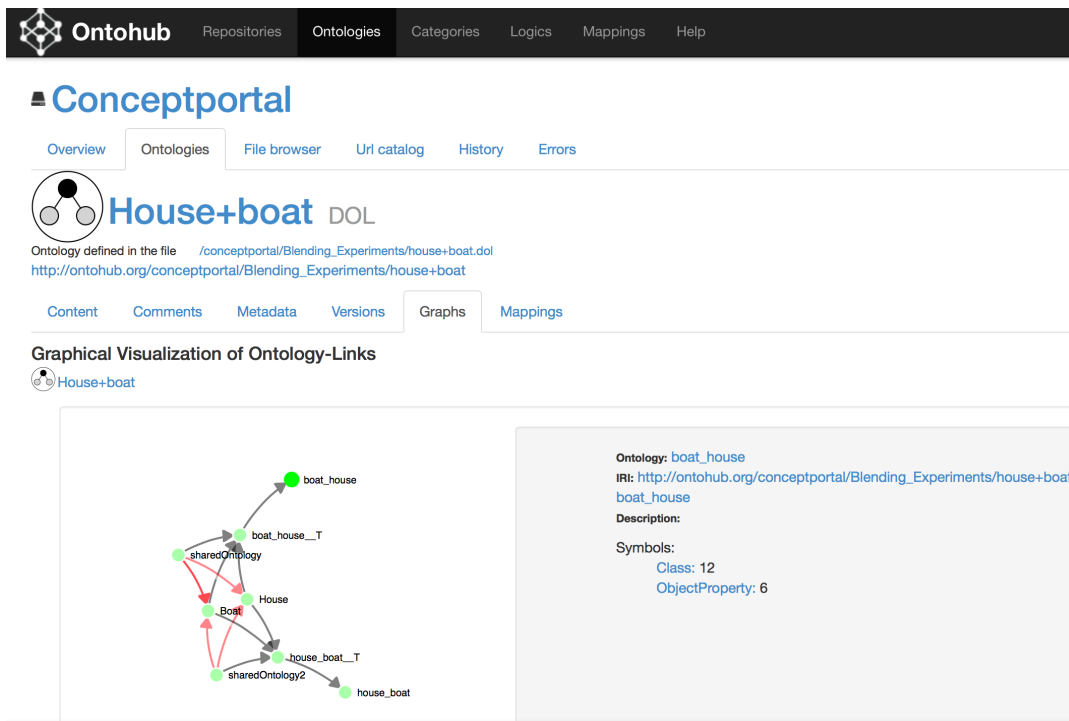 Ontohub Repositories Ontologies Categories Logics Mappings Help
Conceptportal
Overview Ontologies File browser Url catalog History Errors
House+boat DOL
Ontology defined in the file /conceptportal/Blending_Experiments/house+boat.dol
http://ontohub.org/conceptportal/Blending_Experiments/house+boat
Content Comments Metadata Versions Graphs Mappings
Graphical Visualization of Ontology-Links
House+boat
boat_house
boat_house__T
sharedOntology
House
Boat
house_boat__T
sharedOntology2
house_boat
Ontology: boat_house
IRI: http://ontohub.org/conceptportal/Blending_Experiments/house+boat
boat_house
Description:
Symbols:
Class: 12
ObjectProperty: 6